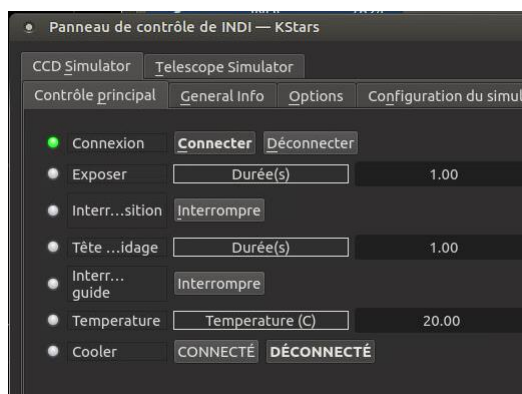 Panneau de contrôle de INDI — KStars
CCD Simulator Telescope Simulator
Contrôle principal General Info Options Configuration du simul
Connexion Connecter Déconnecter
Exposer Durée(s) 1.00
Interr...sition Interrompre
Tête ...idage Durée(s) 1.00
Interr...
guide Interrompre
Temperature Temperature (C) 20.00
Cooler CONNECTÉ DÉCONNECTÉ